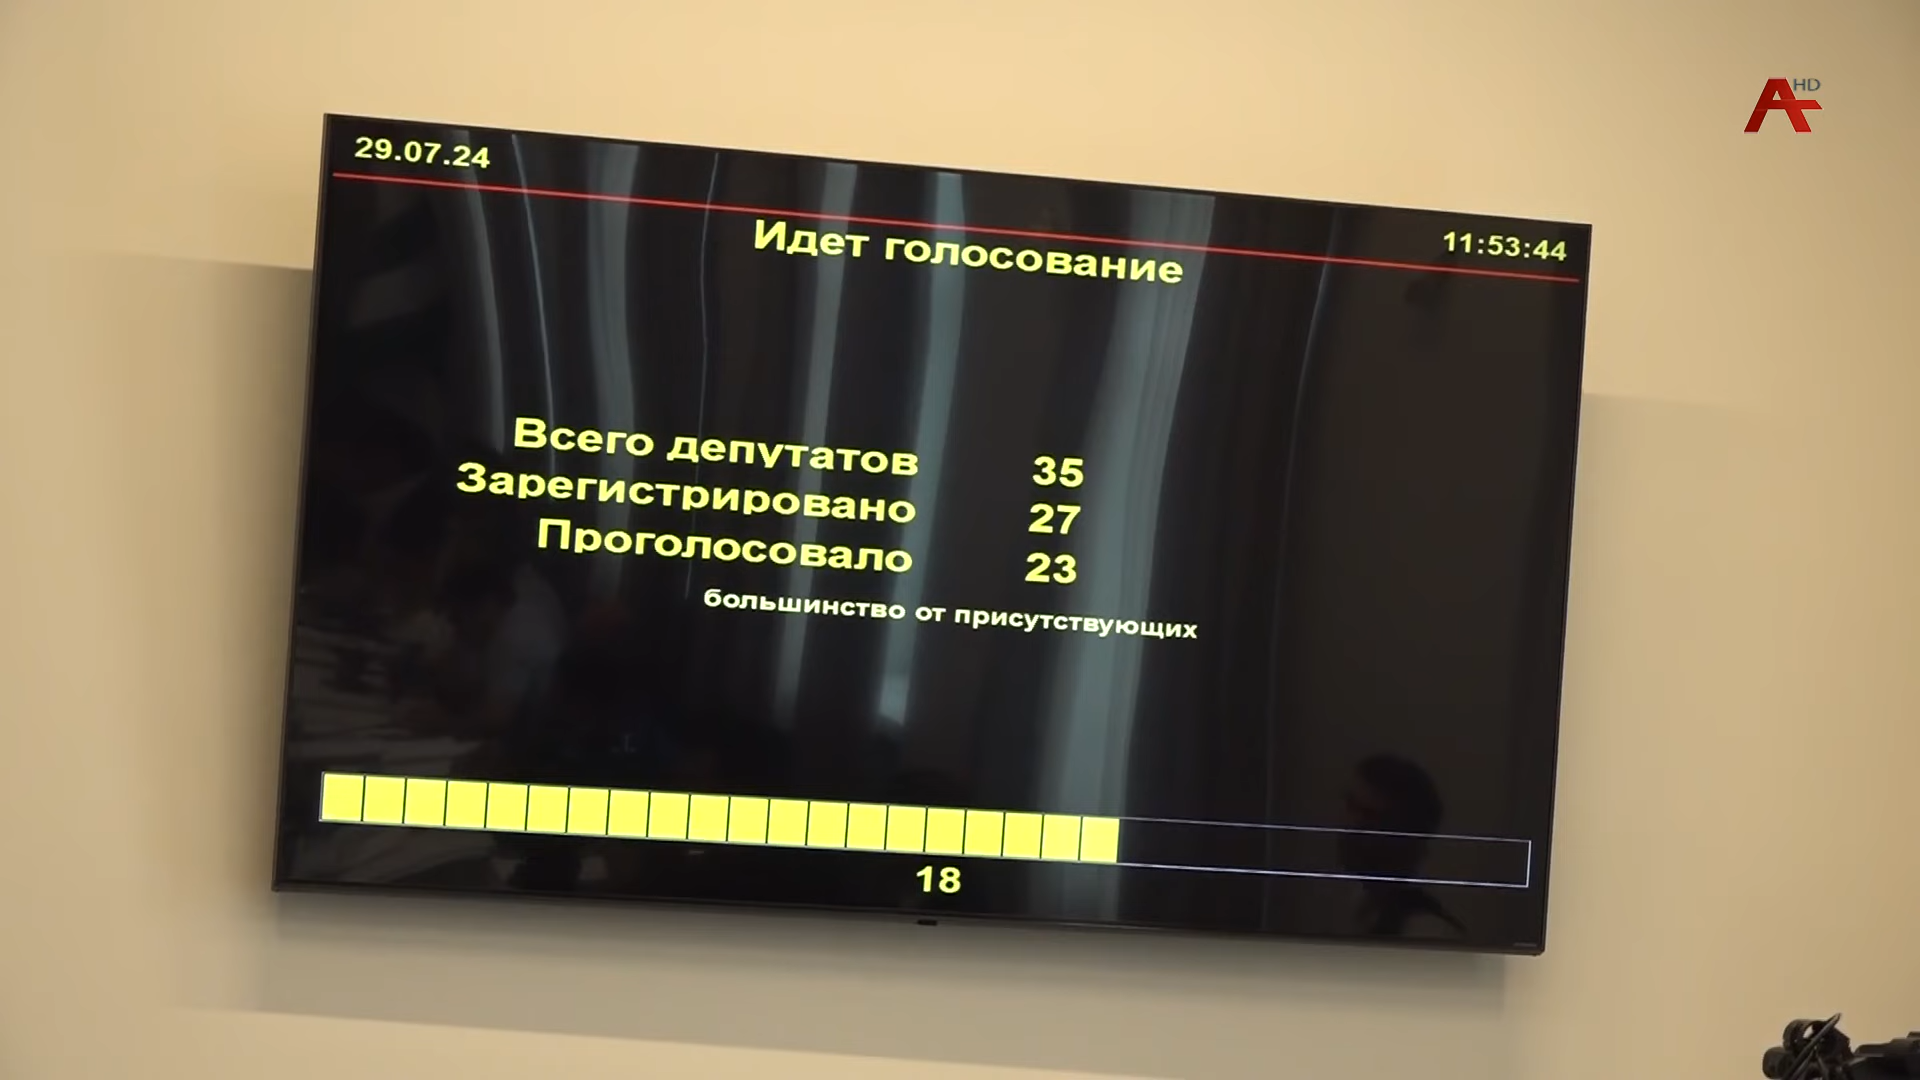 HD
29.07.24
11:53:44
Идет голосование
Всего депутатов 35
Зарегистрировано 27
Проголосовало 23
большинство от присутствующих
18